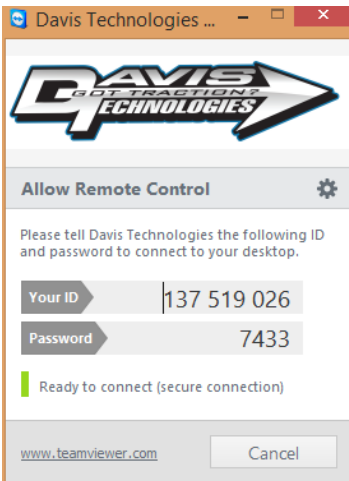 Davis Technologies ...
DAVIS
GOT TRACTION?
TECHNOLOGIES
Allow Remote Control
Please tell Davis Technologies the following ID
and password to connect to your desktop.
Your ID 137 519 026
Password 7433
Ready to connect (secure connection)
www.teamviewer.com Cancel